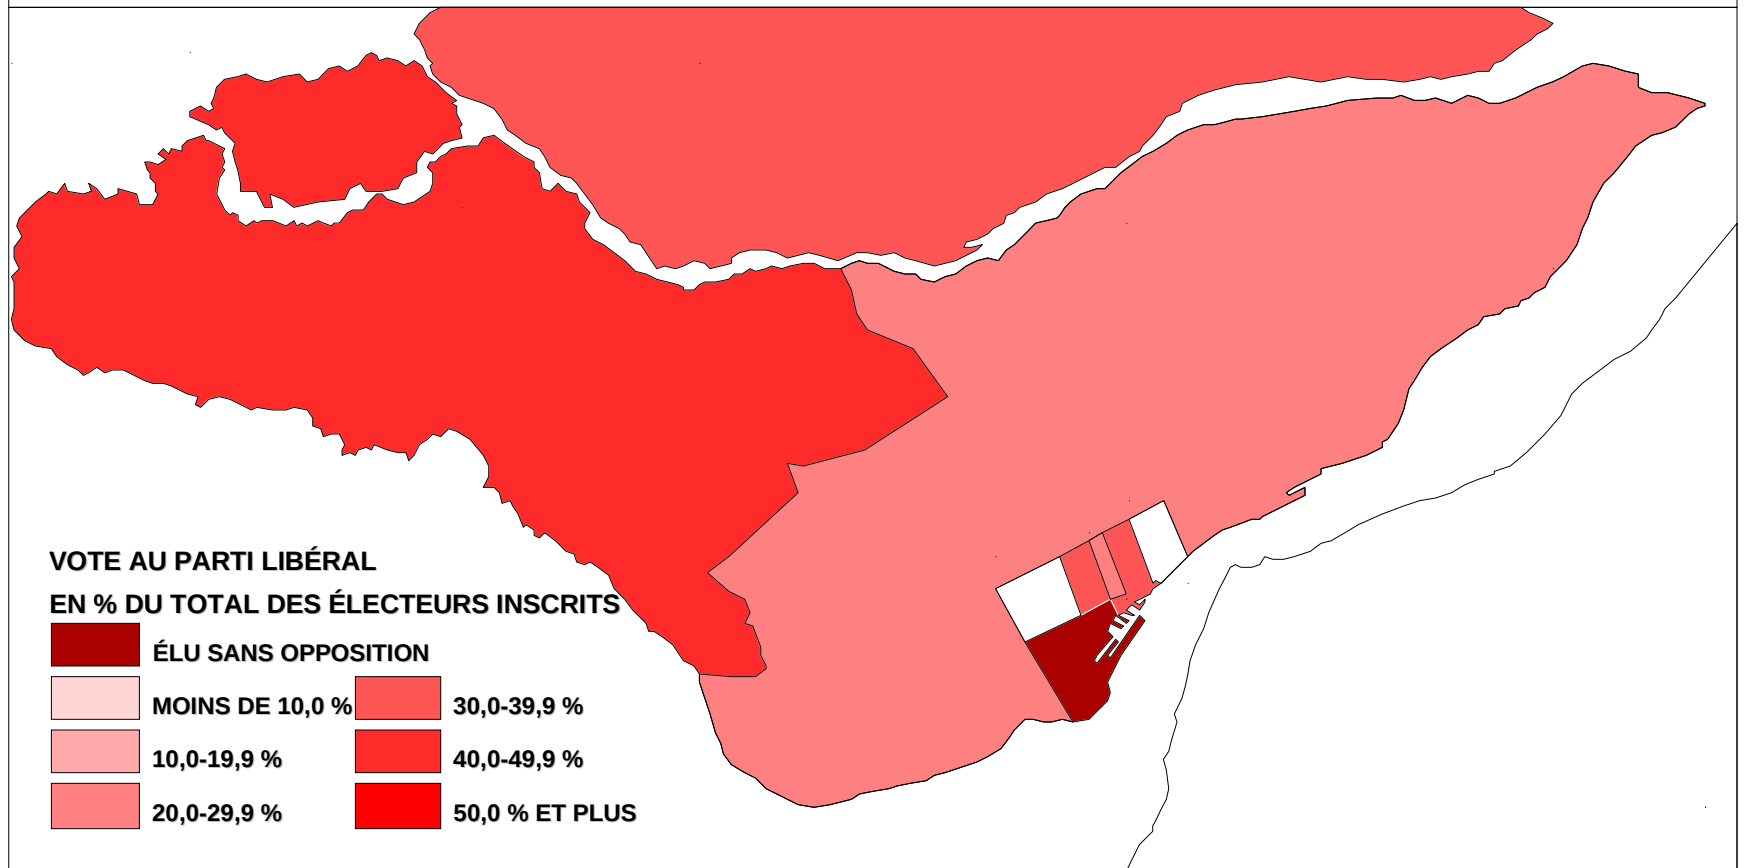 VOTE AU PARTI LIBÉRAL
EN % DU TOTAL DES ÉLECTEURS INSCRITS
ÉLU SANS OPPOSITION
MOINS DE 10,0 %
10,0-19,9 %
20,0-29,9 %
30,0-39,9 %
40,0-49,9 %
50,0 % ET PLUS